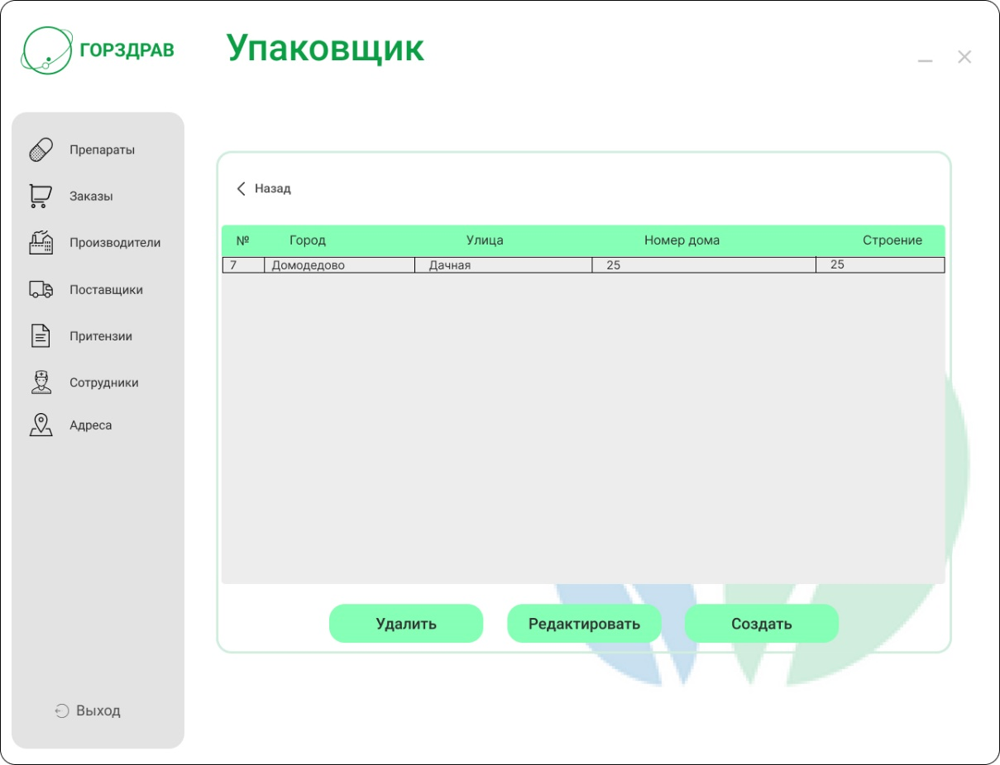 ГОРЗДРАВ
Упаковщик
Препараты
Заказы
Производители
Поставщики
Притензии
Сотрудники
Адреса
Выход
Назад
№ Город Улица Номер дома Строение
7 Домодедово Дачная 25 25
Удалить Редактировать Создать